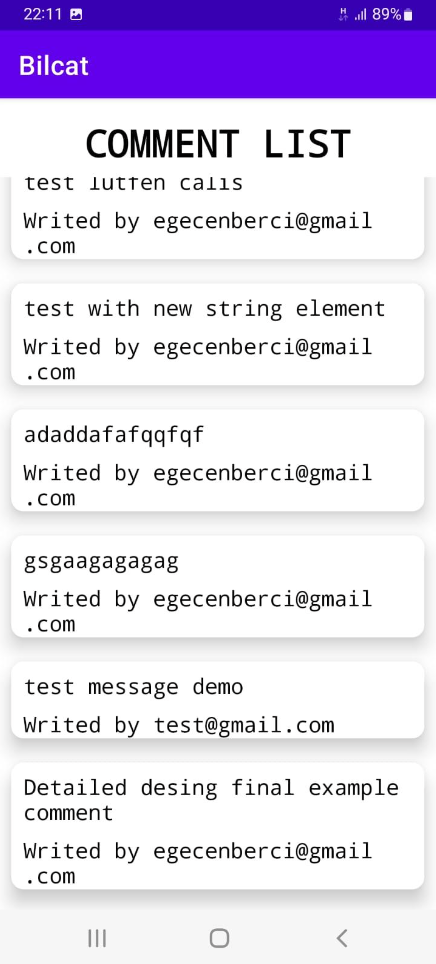 22:11
89%
Bilcat
COMMENT LIST
test lutfen calis
Writed by egecenberci@gmail
.com
test with new string element
Writed by egecenberci@gmail
.com
adaddafafqqfqf
Writed by egecenberci@gmail
.com
gsgaagagagag
Writed by egecenberci@gmail
.com
test message demo
Writed by test@gmail.com
Detailed desing final example
comment
Writed by egecenberci@gmail
.com